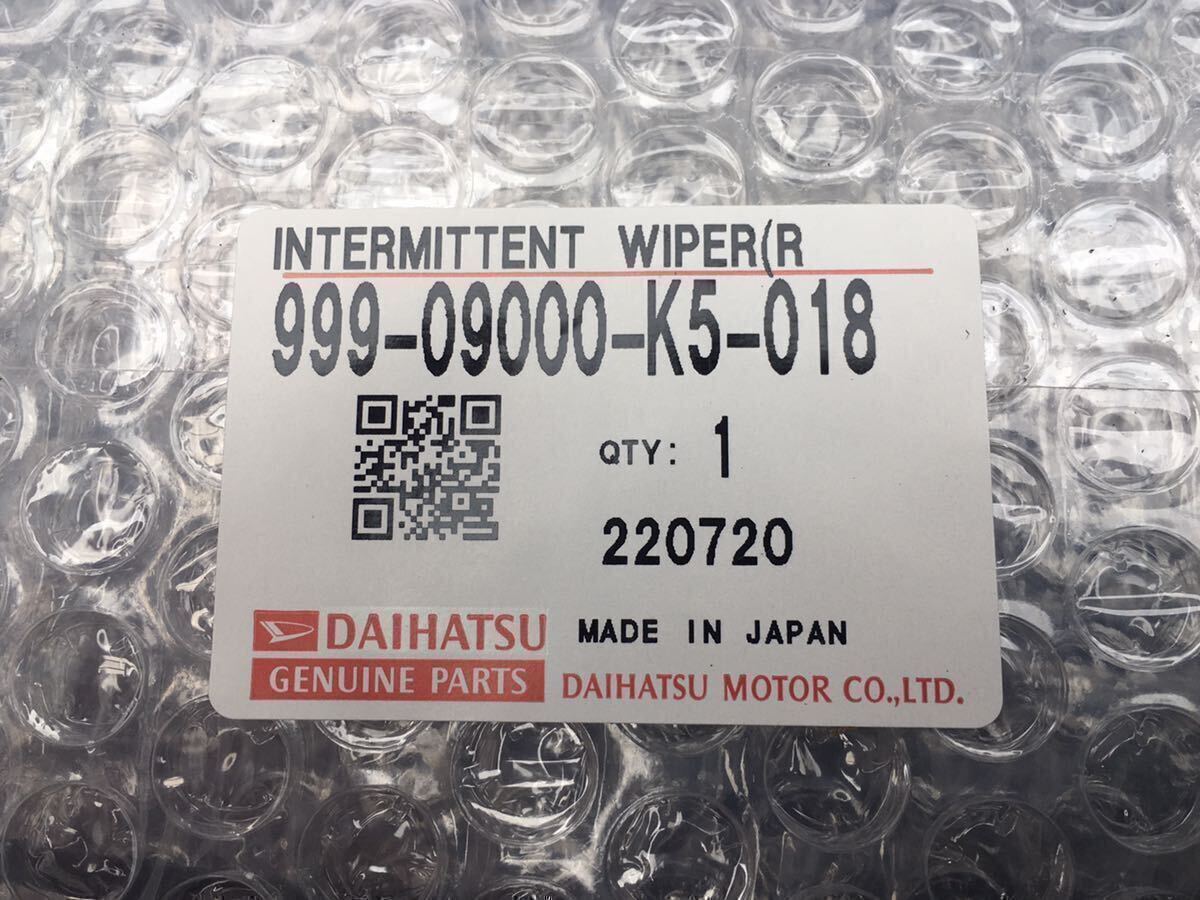 INTERMITTENT WIPER(R
999-09000-K5-018
QTY: 1
220720
DAIHATSU MADE IN JAPAN
GENUINE PARTS DAIHATSU MOTOR CO.,LTD.